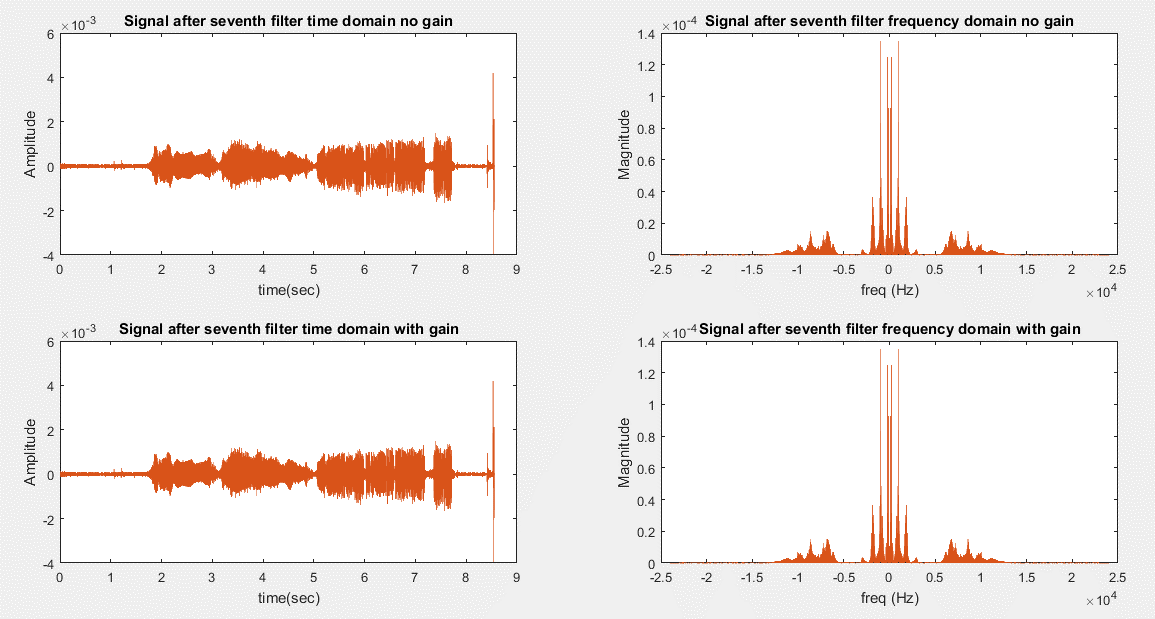 Signal after seventh filter time domain no gain
×10-3
6
4
2
0
-2
-4
Amplitude
0 1 2 3 4 5 6 7 8 9
time(sec)
Signal after seventh filter frequency domain no gain
×10-4
1.4
1.2
1
0.8
0.6
0.4
0.2
0
Magnitude
-2.5 -2 -1.5 -1 -0.5 0 0.5 1 1.5 2 2.5
freq (Hz)
×104
Signal after seventh filter time domain with gain
×10-3
6
4
2
0
-2
-4
Amplitude
0 1 2 3 4 5 6 7 8 9
time(sec)
Signal after seventh filter frequency domain with gain
×10-4
1.4
1.2
1
0.8
0.6
0.4
0.2
0
Magnitude
-2.5 -2 -1.5 -1 -0.5 0 0.5 1 1.5 2 2.5
freq (Hz)
×104